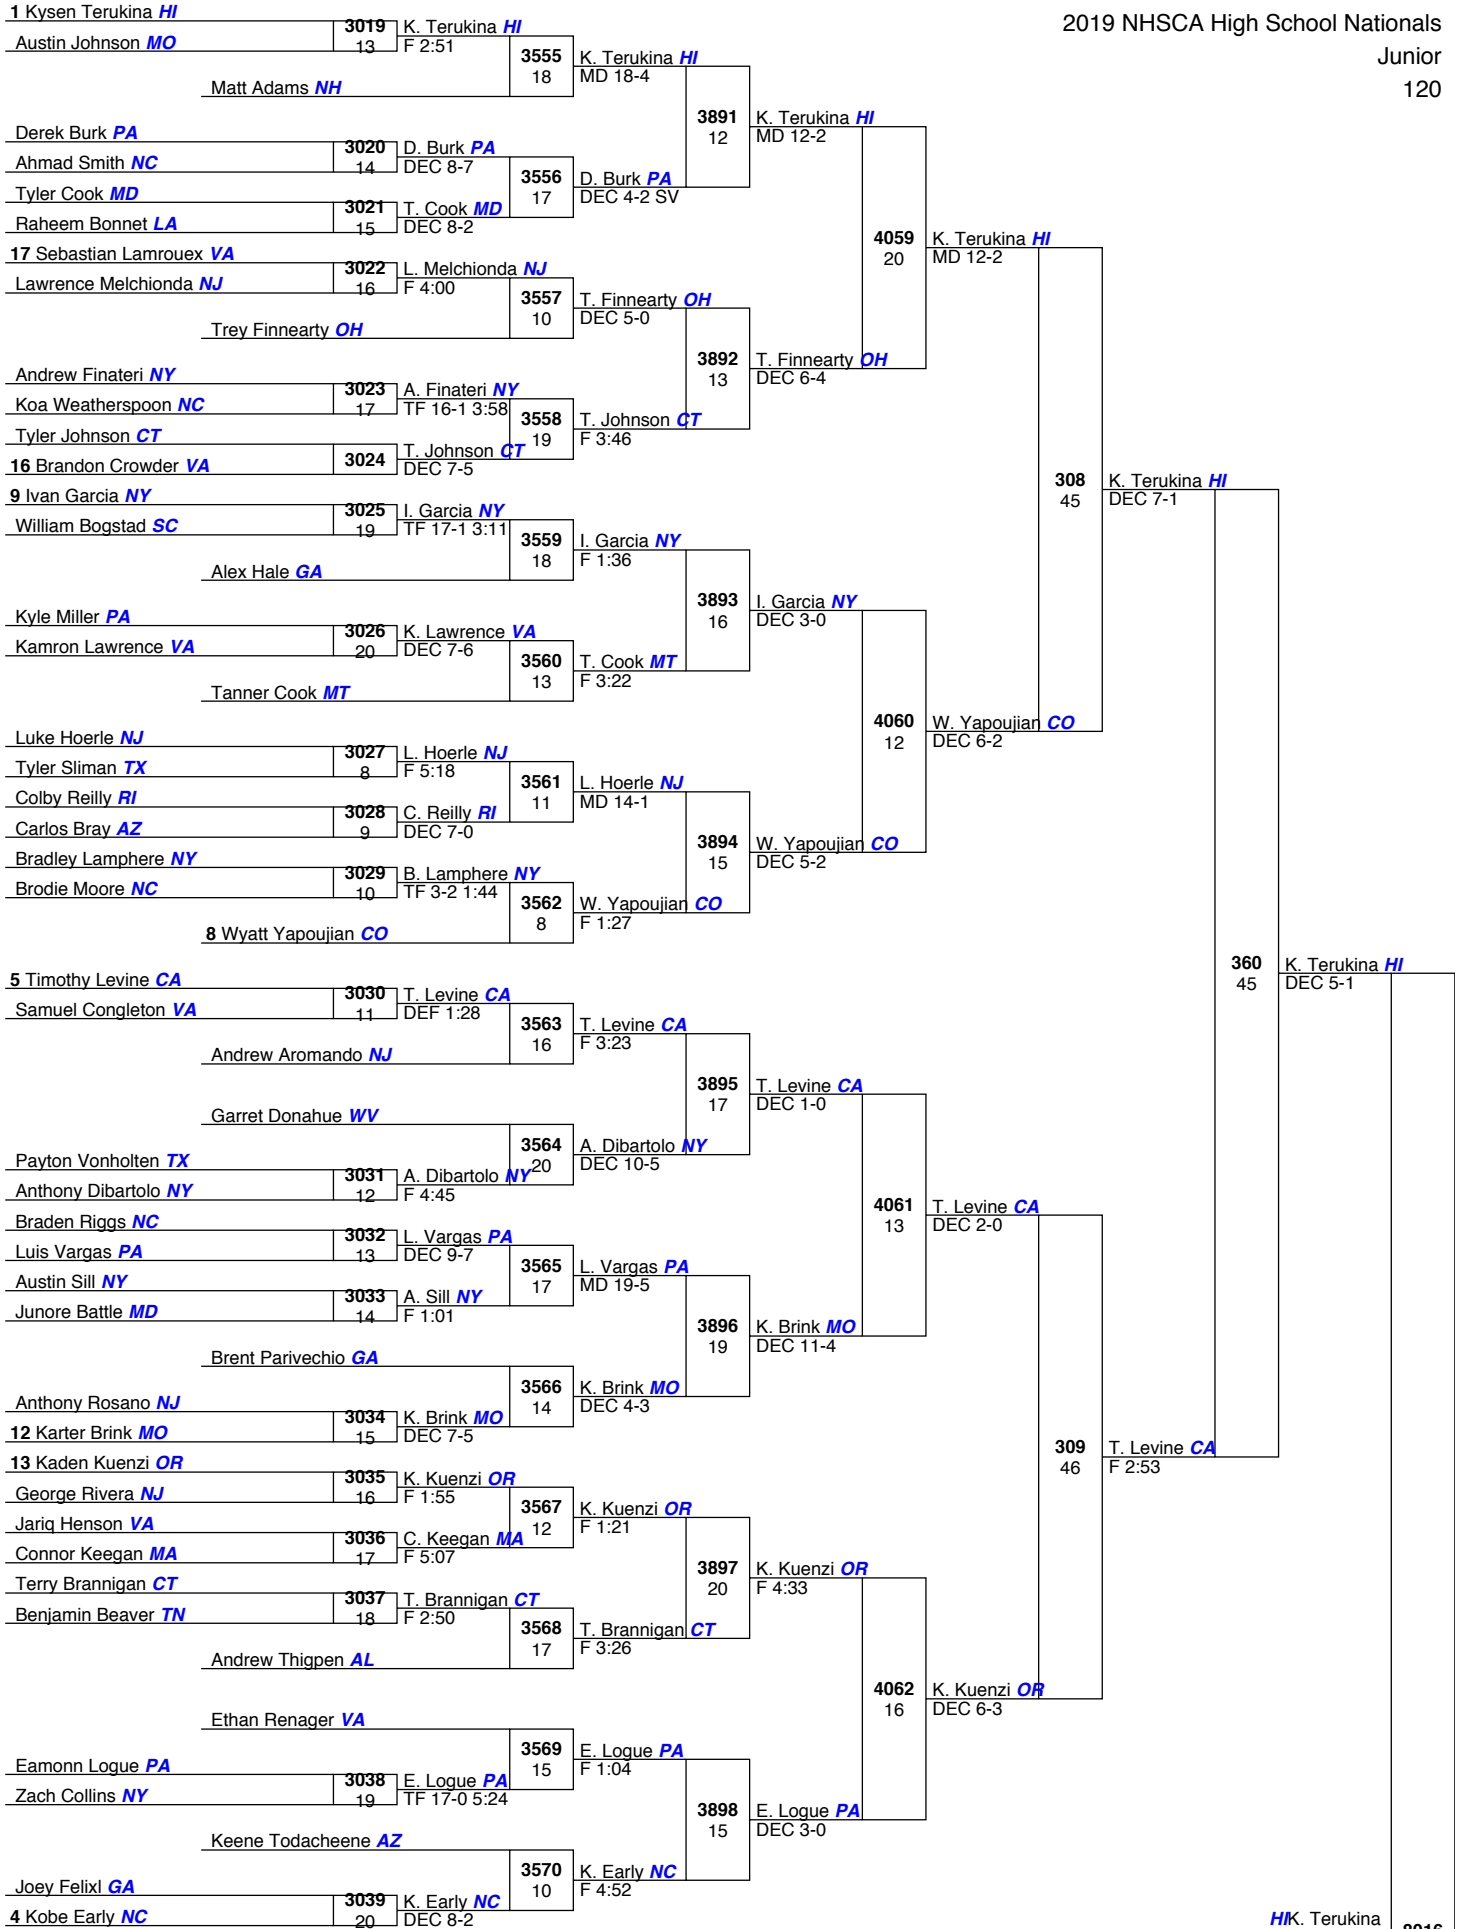 2019 NHSCA High School Nationals
Junior
120
1 Kysen Terukina HI
Austin Johnson MO
3019
13
K. Terukina HI
F 2:51
Matt Adams NH
3555
18
K. Terukina HI
MD 18-4
Derek Burk PA
Ahmad Smith NC
3020
14
D. Burk PA
DEC 8-7
Tyler Cook MD
Raheem Bonnet LA
3021
15
T. Cook MD
DEC 8-2
3556
17
D. Burk PA
DEC 4-2 SV
3891
12
K. Terukina HI
MD 12-2
17 Sebastian Lamrouex VA
Lawrence Melchionda NJ
3022
16
L. Melchionda NJ
F 4:00
Trey Finnearty OH
3557
10
T. Finnearty OH
DEC 5-0
Andrew Finateri NY
Koa Weatherspoon NC
3023
17
A. Finateri NY
TF 16-1 3:58
Tyler Johnson CT
16 Brandon Crowder VA
3024
T. Johnson CT
DEC 7-5
3558
19
T. Johnson CT
F 3:46
3892
13
T. Finnearty OH
DEC 6-4
4059
20
K. Terukina HI
MD 12-2
9 Ivan Garcia NY
William Bogstad SC
3025
19
I. Garcia NY
TF 17-1 3:11
Alex Hale GA
3559
18
I. Garcia NY
F 1:36
Kyle Miller PA
Kamron Lawrence VA
3026
20
K. Lawrence VA
DEC 7-6
Tanner Cook MT
3560
13
T. Cook MT
F 3:22
3893
16
I. Garcia NY
DEC 3-0
Luke Hoerle NJ
Tyler Sliman TX
3027
8
L. Hoerle NJ
F 5:18
Colby Reilly RI
Carlos Bray AZ
3028
9
C. Reilly RI
DEC 7-0
3561
11
L. Hoerle NJ
MD 14-1
Bradley Lamphere NY
Brodie Moore NC
3029
10
B. Lamphere NY
TF 3-2 1:44
8 Wyatt Yapoujian CO
3562
8
W. Yapoujian CO
F 1:27
3894
15
W. Yapoujian CO
DEC 5-2
4060
12
W. Yapoujian CO
DEC 6-2
308
45
K. Terukina HI
DEC 7-1
5 Timothy Levine CA
Samuel Congleton VA
3030
11
T. Levine CA
DEF 1:28
Andrew Aromando NJ
3563
16
T. Levine CA
F 3:23
Garret Donahue WV
Payton Vonholten TX
Anthony Dibartolo NY
3031
12
A. Dibartolo NY
F 4:45
3564
20
A. Dibartolo NY
DEC 10-5
3895
17
T. Levine CA
DEC 1-0
Braden Riggs NC
Luis Vargas PA
3032
13
L. Vargas PA
DEC 9-7
Austin Sill NY
Junore Battle MD
3033
14
A. Sill NY
F 1:01
3565
17
L. Vargas PA
MD 19-5
Brent Parivechio GA
Anthony Rosano NJ
12 Karter Brink MO
3034
15
K. Brink MO
DEC 7-5
3566
14
K. Brink MO
DEC 4-3
3896
19
K. Brink MO
DEC 11-4
4061
13
T. Levine CA
DEC 2-0
13 Kaden Kuenzi OR
George Rivera NJ
3035
16
K. Kuenzi OR
F 1:55
Jariq Henson VA
Connor Keegan MA
3036
17
C. Keegan MA
F 5:07
3567
12
K. Kuenzi OR
F 1:21
Terry Brannigan CT
Benjamin Beaver TN
3037
18
T. Brannigan CT
F 2:50
Andrew Thigpen AL
3568
17
T. Brannigan CT
F 3:26
3897
20
K. Kuenzi OR
F 4:33
Ethan Renager VA
Eamonn Logue PA
Zach Collins NY
3038
19
E. Logue PA
TF 17-0 5:24
3569
15
E. Logue PA
F 1:04
Keene Todacheene AZ
Joey Felixl GA
4 Kobe Early NC
3039
20
K. Early NC
DEC 8-2
3570
10
K. Early NC
F 4:52
3898
15
E. Logue PA
DEC 3-0
4062
16
K. Kuenzi OR
DEC 6-3
309
46
T. Levine CA
F 2:53
360
45
K. Terukina HI
DEC 5-1
HIK. Terukina